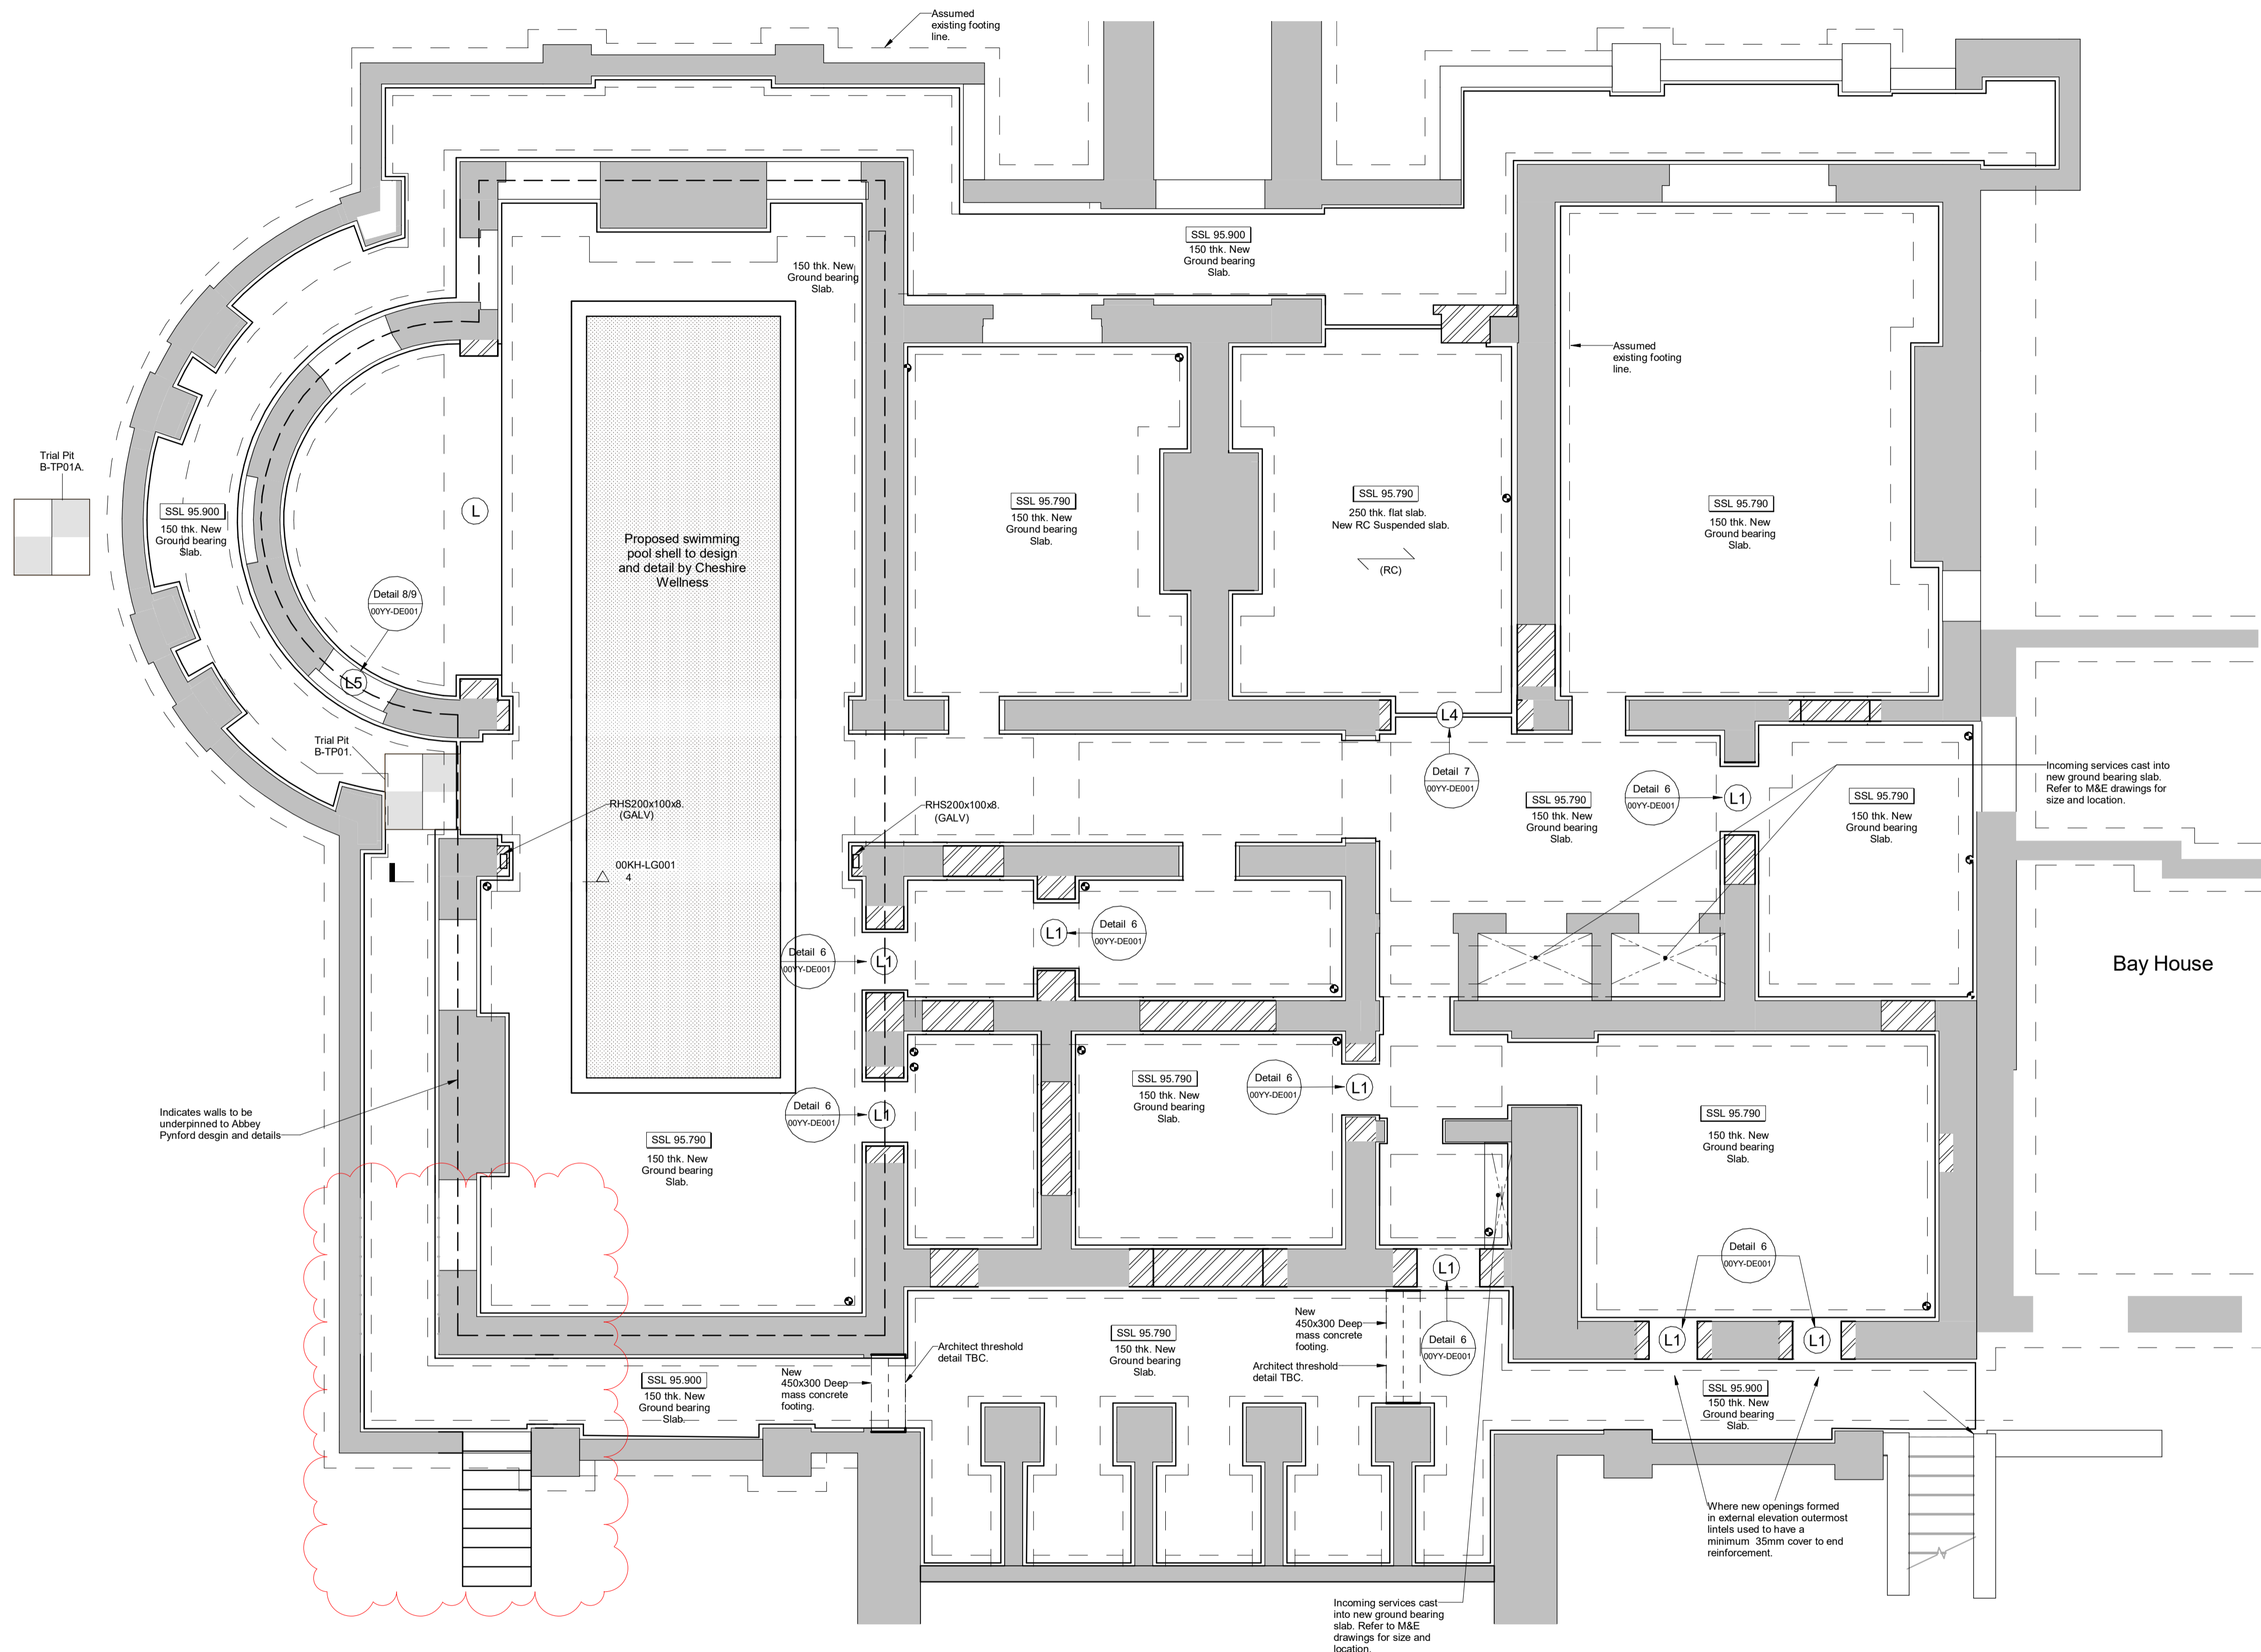 Assumed
existing footing
line.
SSL 95.900
150 thk. New
Ground bearing
Slab.
150 thk. New
Ground bearing
Slab.
Assumed
existing footing
line.
Trial Pit
B-TP01A.
SSL 95.900
150 thk. New
Ground bearing
Slab.
L
Proposed swimming
pool shell to design
and detail by Cheshire
Wellness
SSL 95.790
150 thk. New
Ground bearing
Slab.
SSL 95.790
250 thk. flat slab.
New RC Suspended slab.
(RC)
SSL 95.790
150 thk. New
Ground bearing
Slab.
Detail 8/9
00YY-DE001
L5
Trial Pit
B-TP01.
L4
Detail 7
00YY-DE001
SSL 95.790
150 thk. New
Ground bearing
Slab.
Detail 6
00YY-DE001
L1
SSL 95.790
150 thk. New
Ground bearing
Slab.
Incoming services cast into
new ground bearing slab.
Refer to M&E drawings for
size and location.
RHS200x100x8.
(GALV)
RHS200x100x8.
(GALV)
00KH-LG001
4
Detail 6
00YY-DE001
L1
L1
Detail 6
00YY-DE001
Bay House
Indicates walls to be
underpinned to Abbey
Pynford desgin and details
Detail 6
00YY-DE001
L1
SSL 95.790
150 thk. New
Ground bearing
Slab.
SSL 95.790
150 thk. New
Ground bearing
Slab.
Detail 6
00YY-DE001
L1
SSL 95.790
150 thk. New
Ground bearing
Slab.
Detail 6
00YY-DE001
L1
L1
L1
Detail 6
00YY-DE001
New
450x300 Deep
mass concrete
footing.
Architect threshold
detail TBC.
SSL 95.790
150 thk. New
Ground bearing
Slab.
Architect threshold
detail TBC.
New
450x300 Deep
mass concrete
footing.
SSL 95.900
150 thk. New
Ground bearing
Slab.
SSL 95.900
150 thk. New
Ground bearing
Slab.
Where new openings formed
in external elevation outermost
lintels used to have a
minimum 35mm cover to end
reinforcement.
Incoming services cast
into new ground bearing
slab. Refer to M&E
drawings for size and
location.